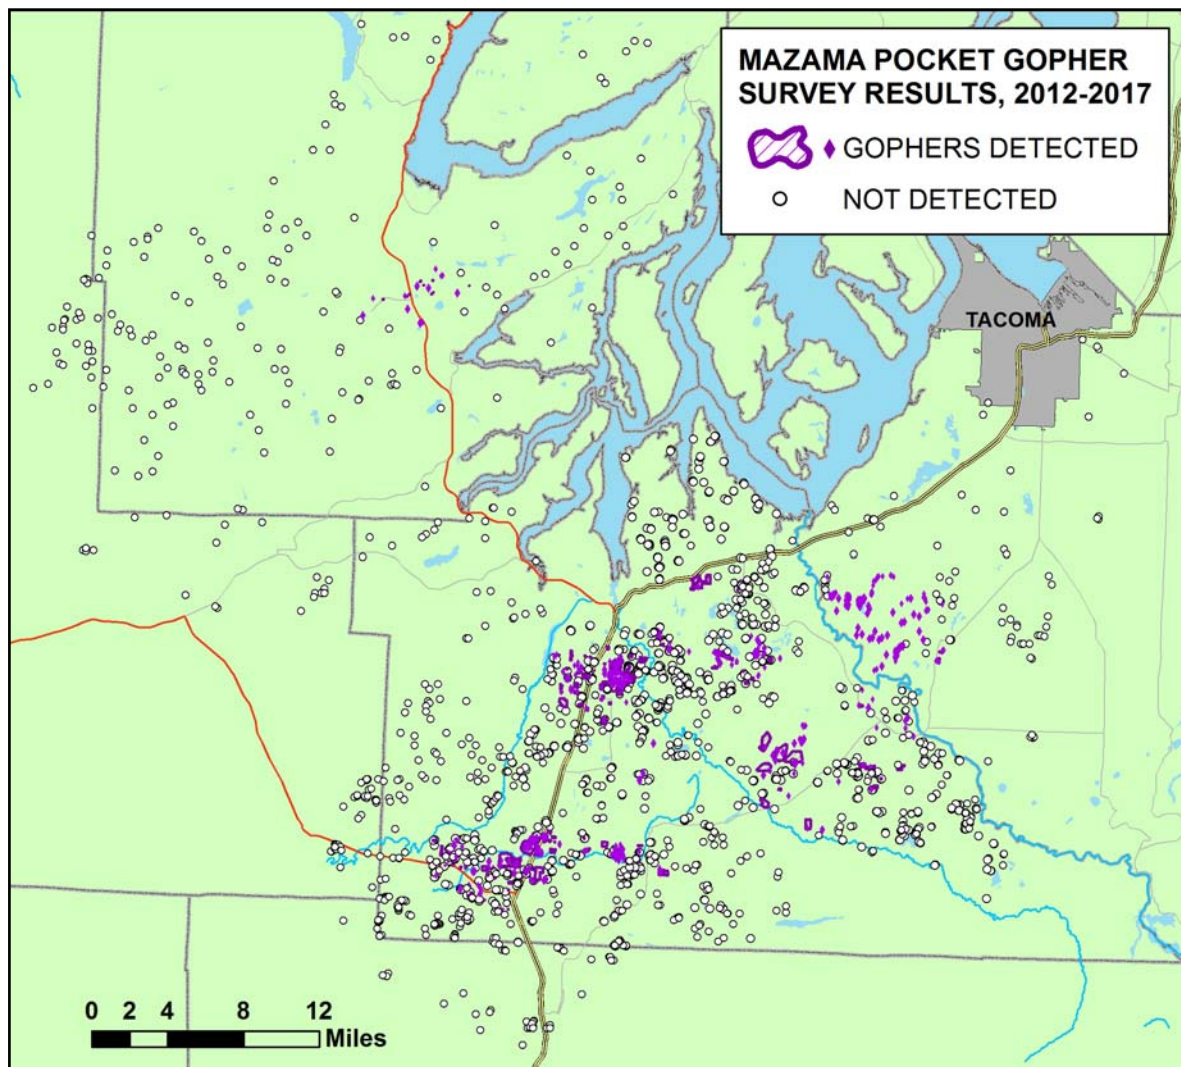 MAZAMA POCKET GOPHER
SURVEY RESULTS, 2012-2017
GOPHERS DETECTED
NOT DETECTED
TACOMA
0 2 4 8 12
Miles